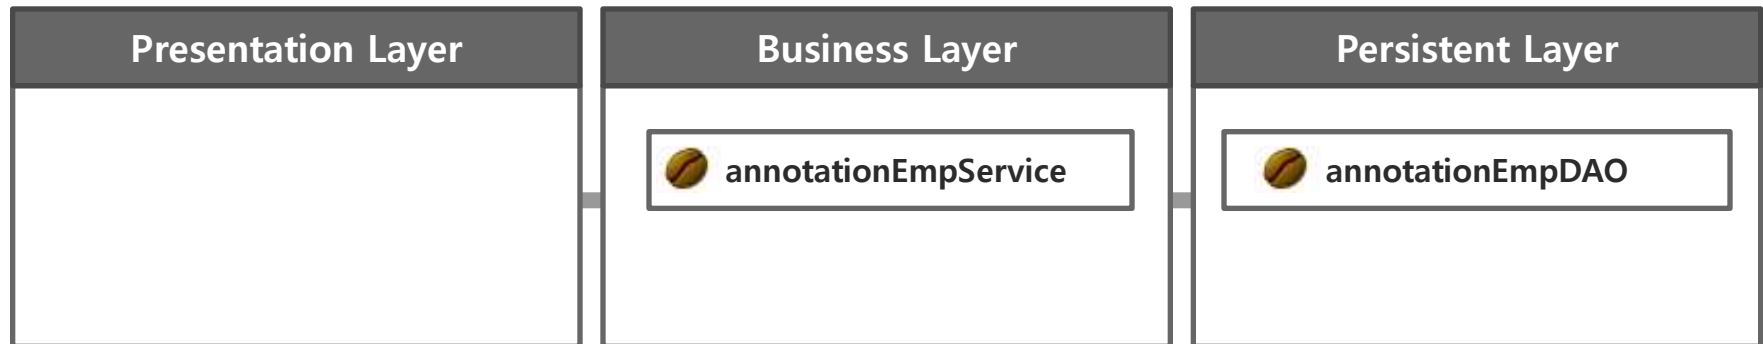 Presentation Layer
Business Layer
Persistent Layer
annotationEmpService
annotationEmpDAO